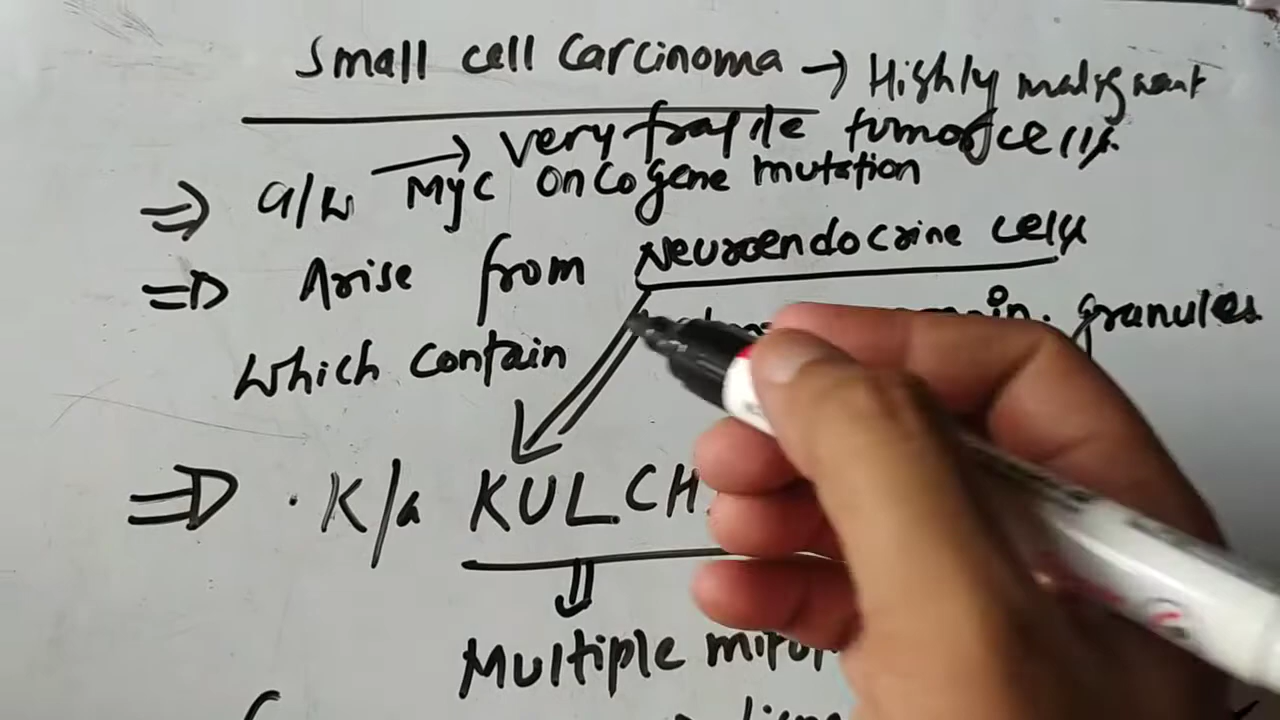 Small cell carcinoma → Highly malignant
→ very fragile tumor cells
⇒ a/w Myc oncogene mutation
⇒ Arise from Neuroendocrine cells
which contain granules
⇒ . K/a KULCH
Multiple